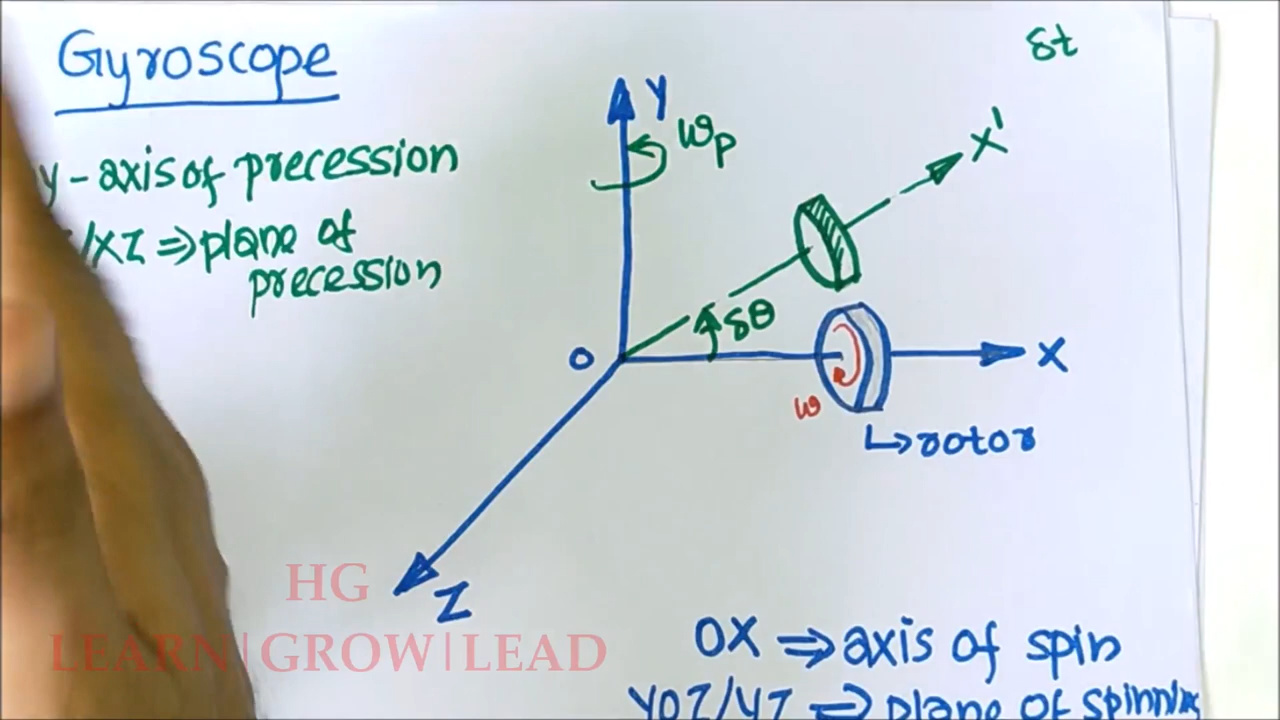 Gyroscope
δt
Y
ωp
X'
y - axis of precession
/XZ ⇒ plane of
precession
δθ
O
X
ω
↳ rotor
Z
HG
LEARN|GROW|LEAD
OX ⇒ axis of spin
YOZ/YZ ⇒ plane of spinning